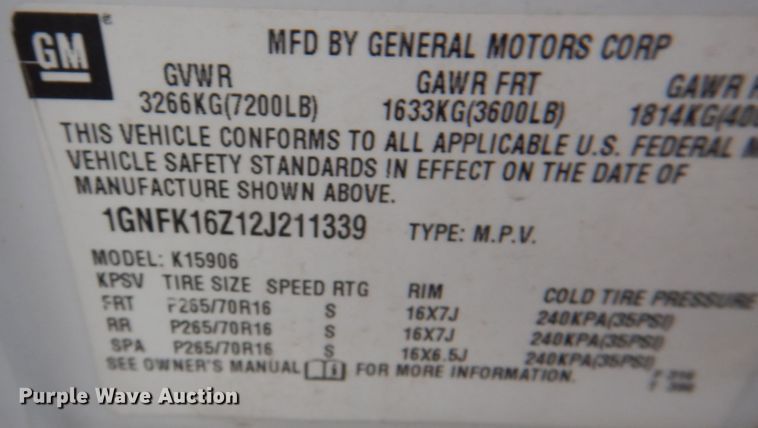 GM
MFD BY GENERAL MOTORS CORP
GVWR GAWR FRT GAWR
3266KG(7200LB) 1633KG(3600LB) 1814KG(400
THIS VEHICLE CONFORMS TO ALL APPLICABLE U.S. FEDERAL M
VEHICLE SAFETY STANDARDS IN EFFECT ON THE DATE OF
MANUFACTURE SHOWN ABOVE.
1GNFK16Z12J211339 TYPE: M.P.V.
MODEL: K15906
KPSV TIRE SIZE SPEED RTG RIM COLD TIRE PRESSURE
FRT P265/70R16 S 16X7J 240KPA(35PSI)
RR P265/70R16 S 16X7J 240KPA(35PSI)
SPA P265/70R16 S 16X6.5J 240KPA(35PSI)
SEE OWNER'S MANUAL i FOR MORE INFORMATION.
Purple Wave Auction